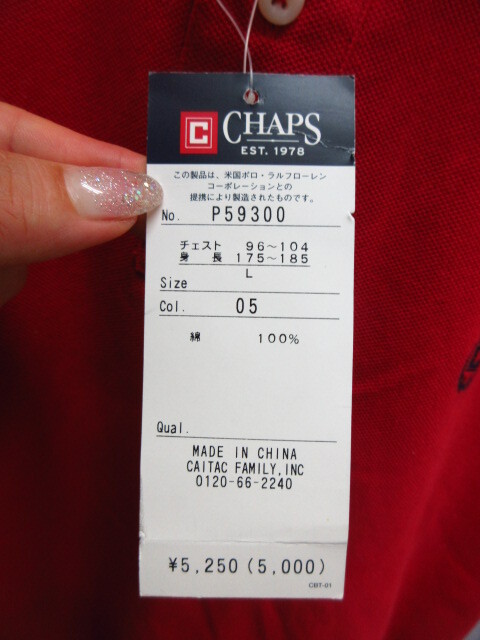 C CHAPS
EST. 1978
この製品は、米国ポロ・ラルフローレン
コーポレーションとの
提携により製造されたものです。
No. P59300
チェスト 96～104
身 長 175～185
L
Size
Col. 05
綿 100%
Qual.
MADE IN CHINA
CAITAC FAMILY,INC
0120-66-2240
¥5,250(5,000)
CBT-01